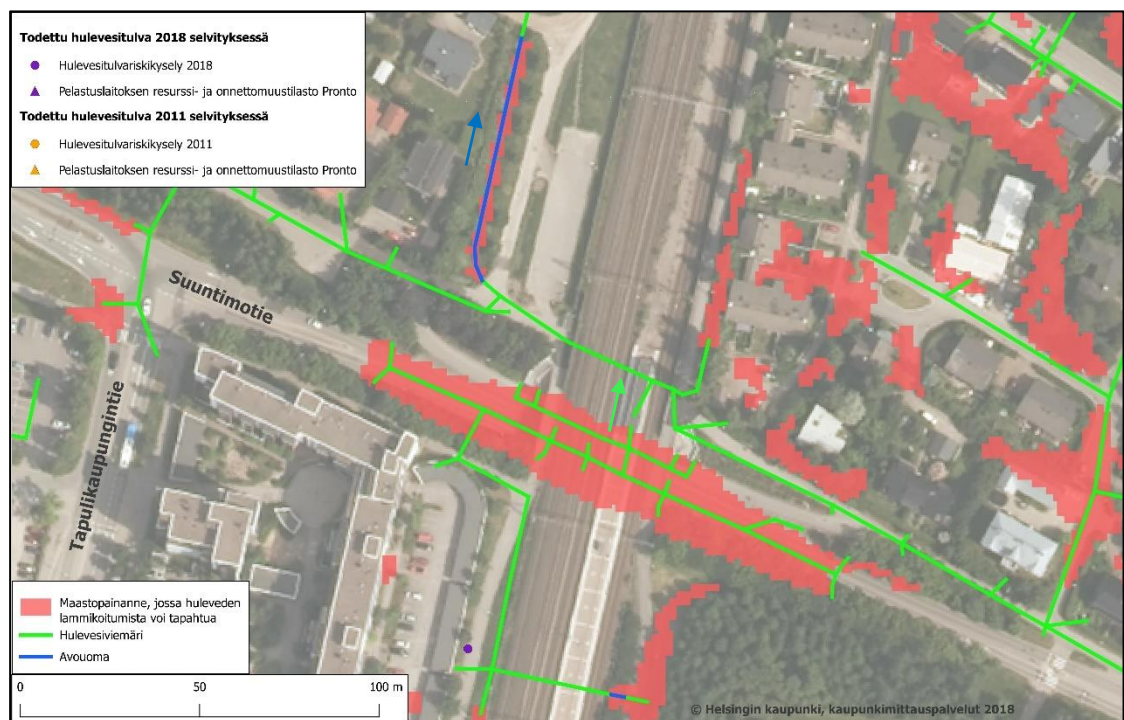 Todettu hulevesitulva 2018 selvityksessä
Hulevesitulvariskikysely 2018
Pelastuslaitoksen resurssi- ja onnettomuustilasto Pronto
Todettu hulevesitulva 2011 selvityksessä
Hulevesitulvariskikysely 2011
Pelastuslaitoksen resurssi- ja onnettomuustilasto Pronto
Suuntimotie
Tapulikaupungintie
Maastopainanne, jossa huleveden
lammikoitumista voi tapahtua
Hulevesiviemäri
Avouoma
0 50 100 m
© Helsingin kaupunki, kaupunkimittauspalvelut 2018